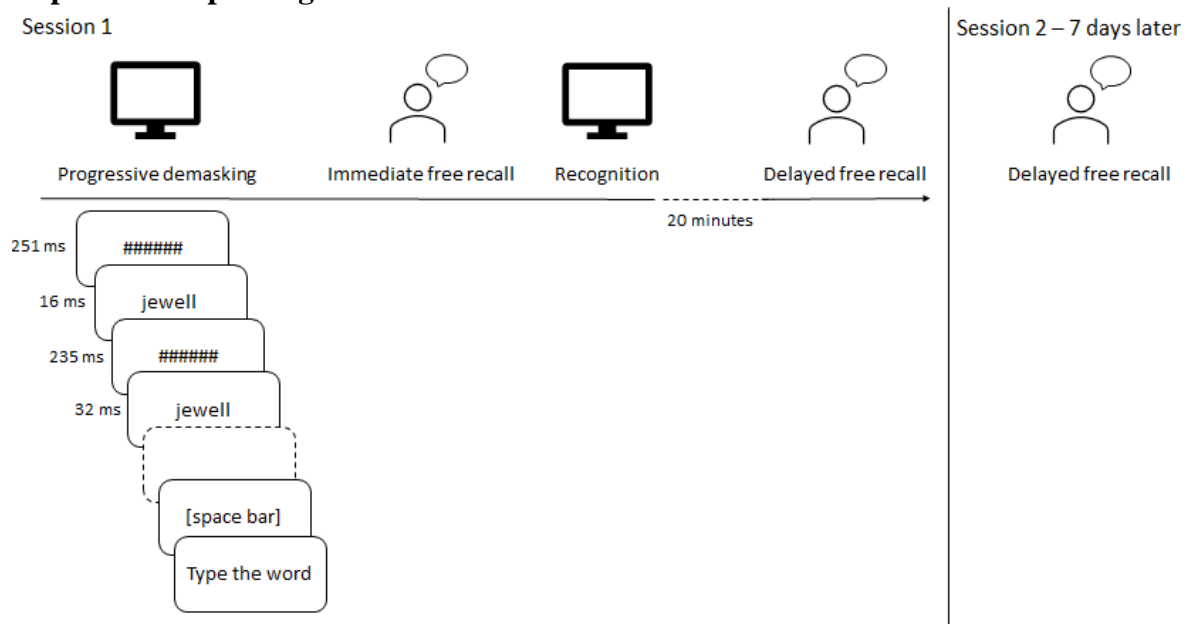 Session 1
Session 2 – 7 days later
Progressive demasking
Immediate free recall
Recognition
Delayed free recall
Delayed free recall
20 minutes
251 ms
######
16 ms
jewell
235 ms
######
32 ms
jewell
[space bar]
Type the word